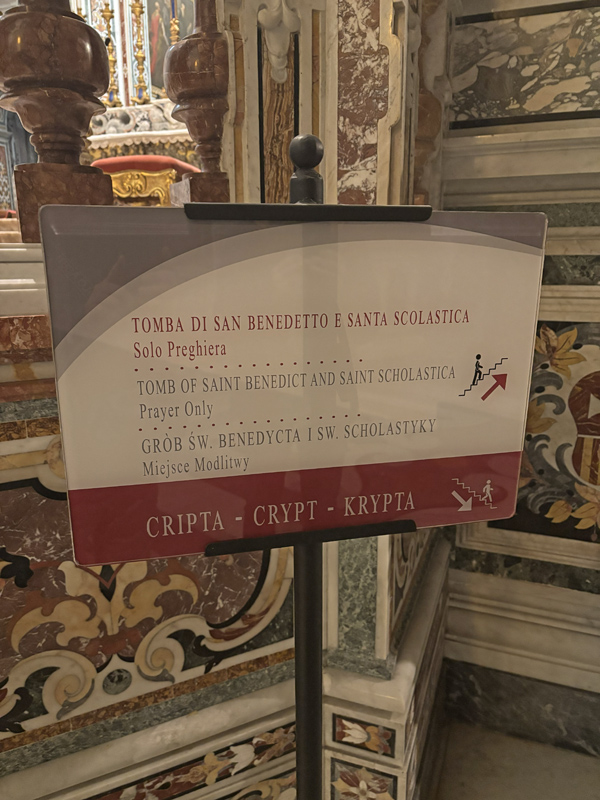 TOMBA DI SAN BENEDETTO E SANTA SCOLASTICA
Solo Preghiera
TOMB OF SAINT BENEDICT AND SAINT SCHOLASTICA
Prayer Only
GRÓB ŚW. BENEDYCTA I SW. SCHOLASTYKY
Miejsce Modlitwy
CRIPTA - CRYPT - KRYPTA